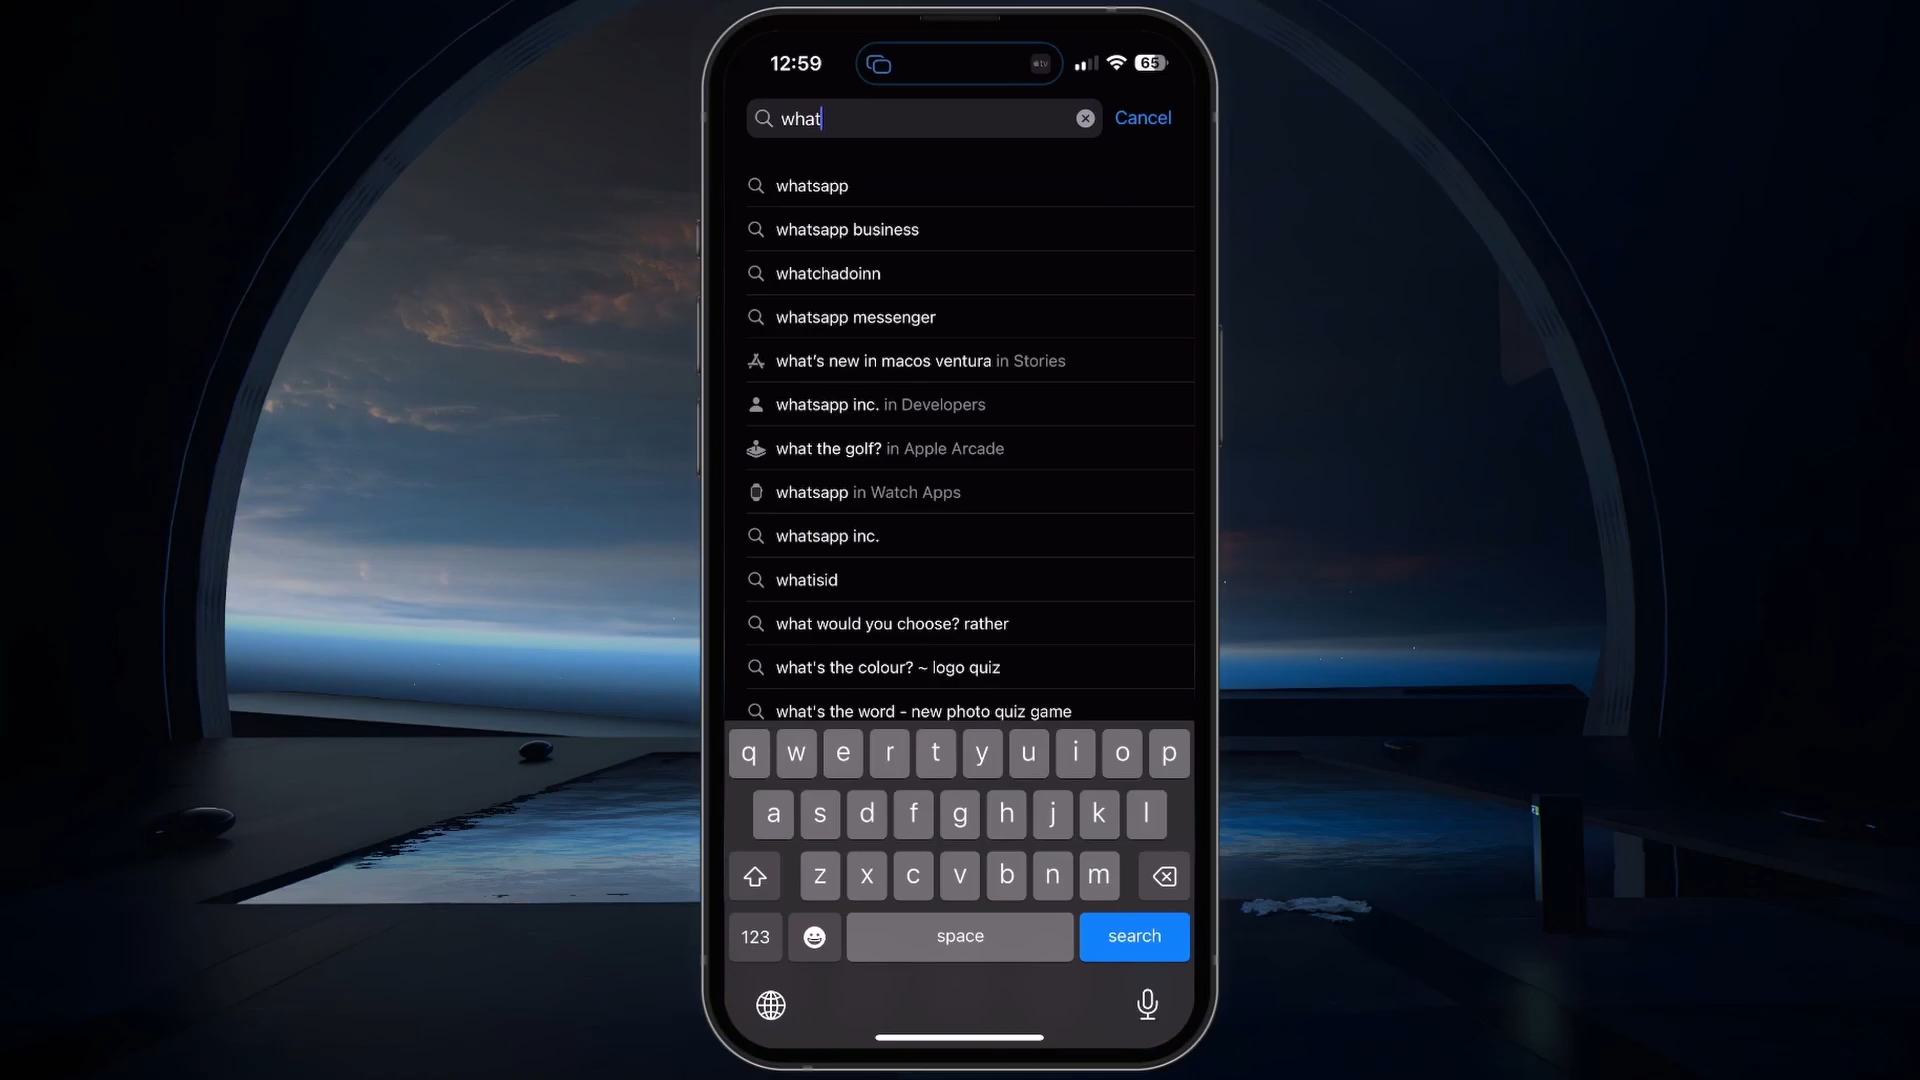 12:59
tv
65
what
Cancel
whatsapp
whatsapp business
whatchadoinn
whatsapp messenger
what's new in macos ventura in Stories
whatsapp inc. in Developers
what the golf? in Apple Arcade
whatsapp in Watch Apps
whatsapp inc.
whatisid
what would you choose? rather
what's the colour? ~ logo quiz
what's the word - new photo quiz game
q w e r t y u i o p
a s d f g h j k l
z x c v b n m
123
space
search